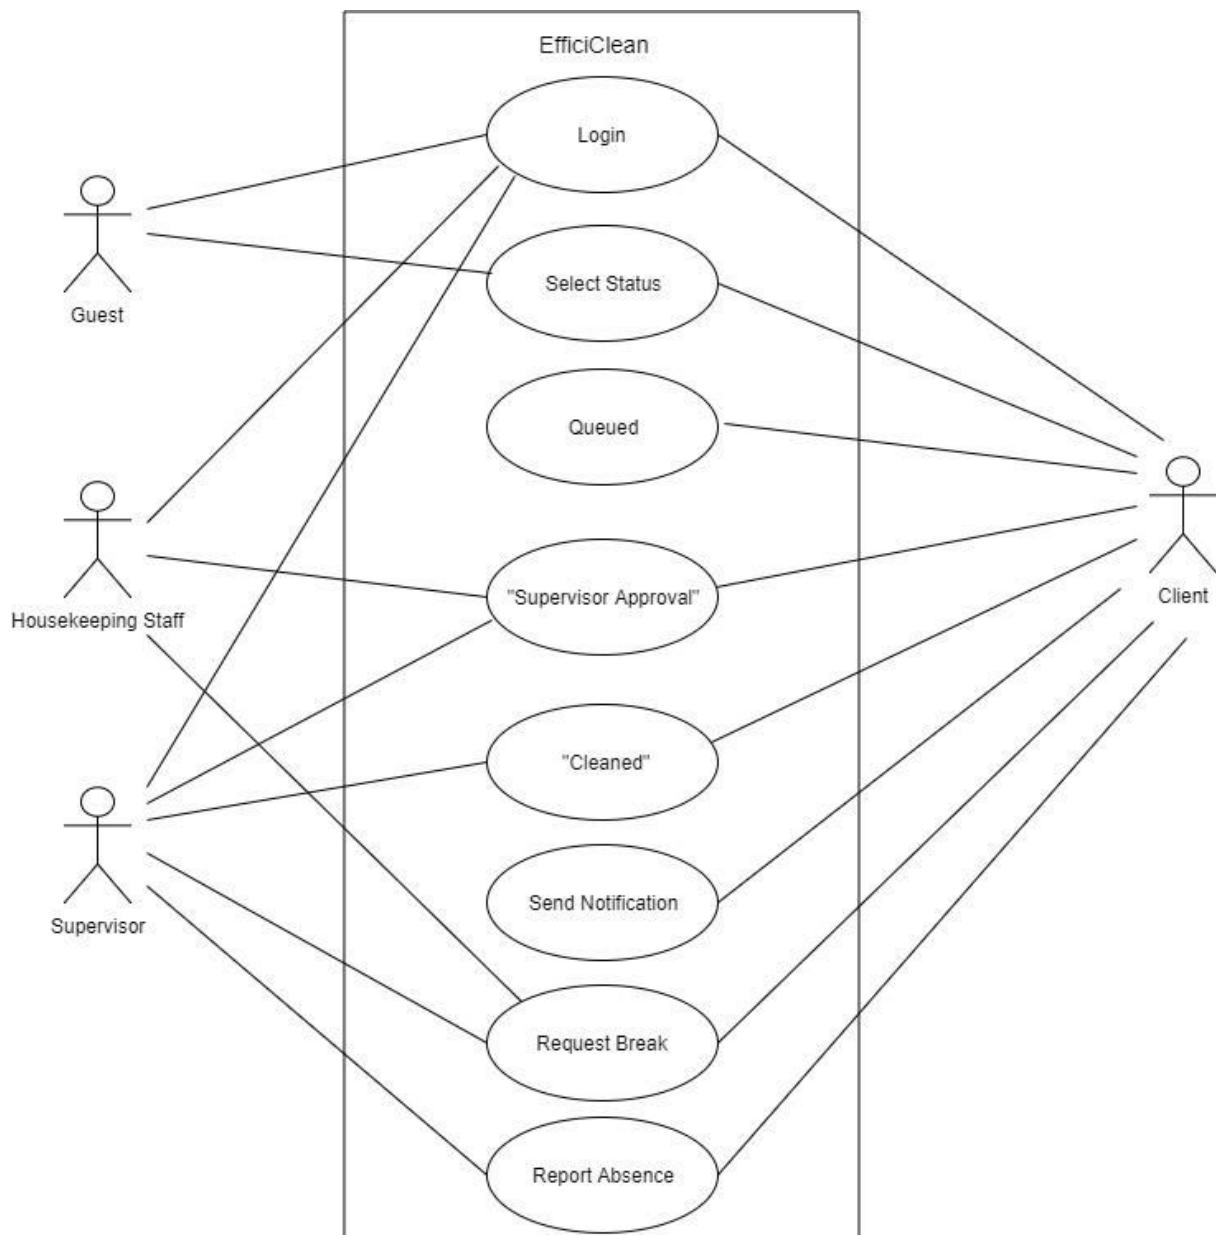 EfficiClean
Login
Select Status
Guest
Queued
"Supervisor Approval"
Client
Housekeeping Staff
"Cleaned"
Send Notification
Supervisor
Request Break
Report Absence